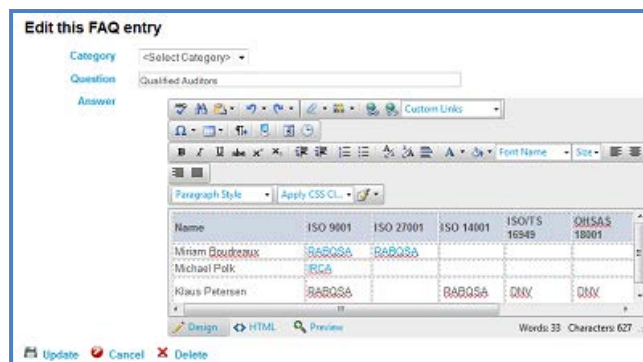 Edit this FAQ entry
Category <Select Category>
Question Qualified Auditors
Answer
Custom Links
Font Name Size
Paragraph Style Apply CSS Cl...
Name ISO 9001 ISO 27001 ISO 14001 ISO/TS 16949 OHSAS 18001
Miriam Boudreaux RABQSA RABQSA
Michael Polk IRCA
Klaus Petersen RABQSA RABQSA DNV DNV
Design HTML Preview Words: 33 Characters: 627
Update Cancel Delete